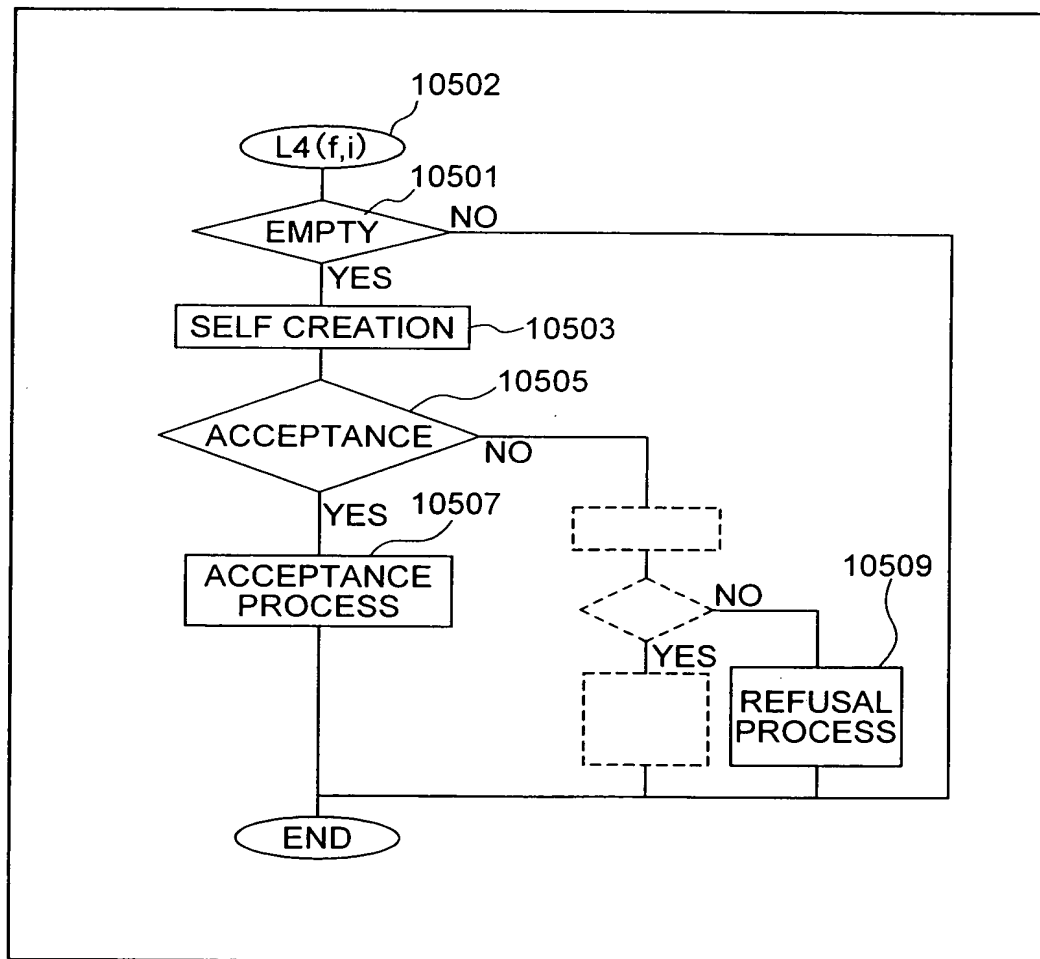 10502
L4(f,i)
10501
EMPTY
NO
YES
SELF CREATION
10503
10505
ACCEPTANCE
NO
YES
10507
ACCEPTANCE
PROCESS
10509
NO
YES
REFUSAL
PROCESS
END